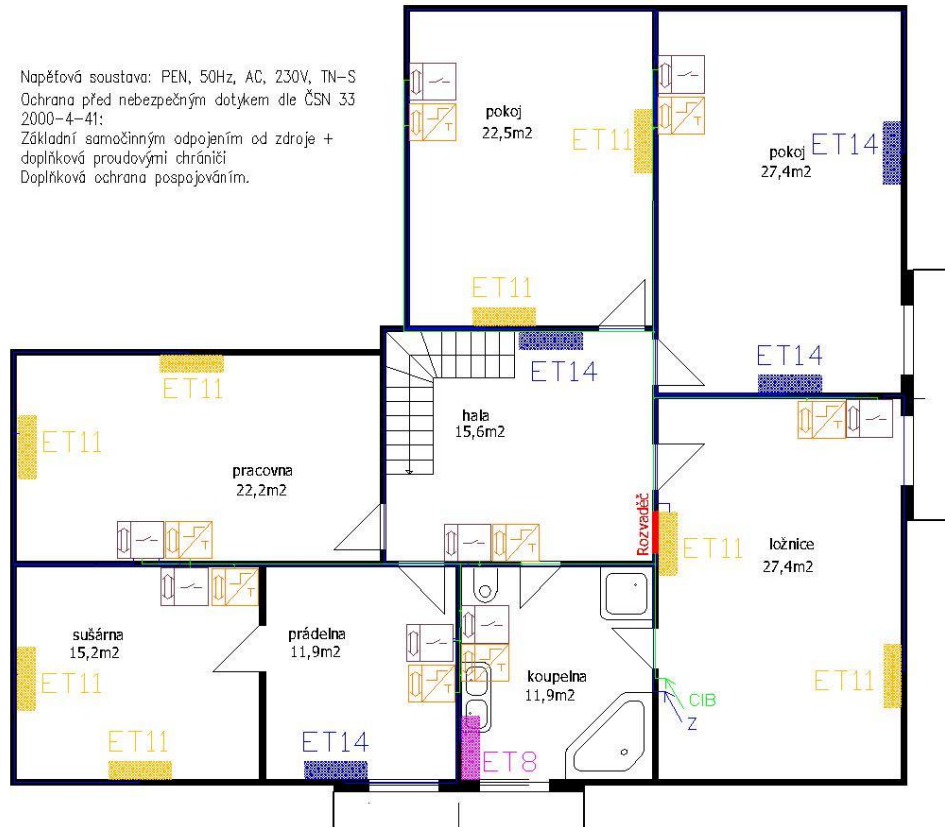 Napěťová soustava: PEN, 50Hz, AC, 230V, TN-S
Ochrana před nebezpečným dotykem dle ČSN 33
2000-4-41:
Základní samočinným odpojením od zdroje +
doplňková proudovými chrániči
Doplňková ochrana pospojováním.
pokoj
22,5m2
ET11
pokoj
27,4m2
ET14
ET11
ET14
ET14
ET11
ET11
hala
15,6m2
pracovna
22,2m2
Rozvaděč
ET11
ložnice
27,4m2
T
T
T
T
T
T
T
T
sušárna
15,2m2
prádelna
11,9m2
koupelna
11,9m2
ET11
ET11
CIB
Z
ET11
ET14
ET8